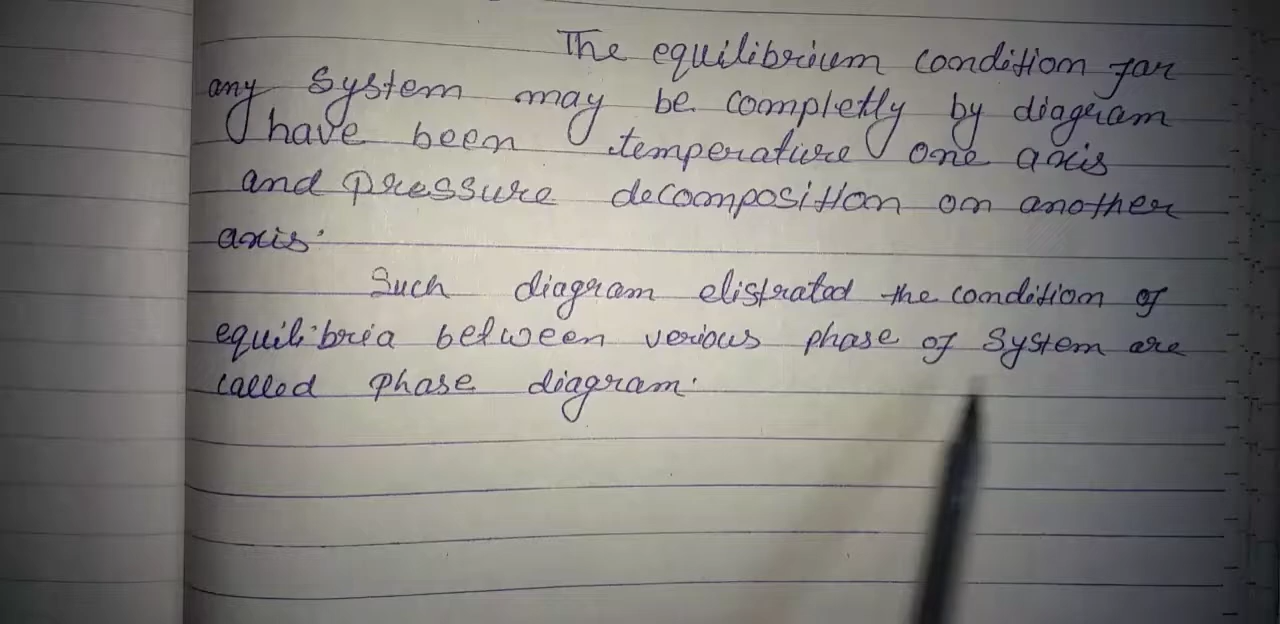 The equilibrium condition for
any system may be completly by diagram
have been temperature one axis
and pressure decomposition on another
axis.
Such diagram elistrated the condition of
equilibria between verious phase of system are
called phase diagram.